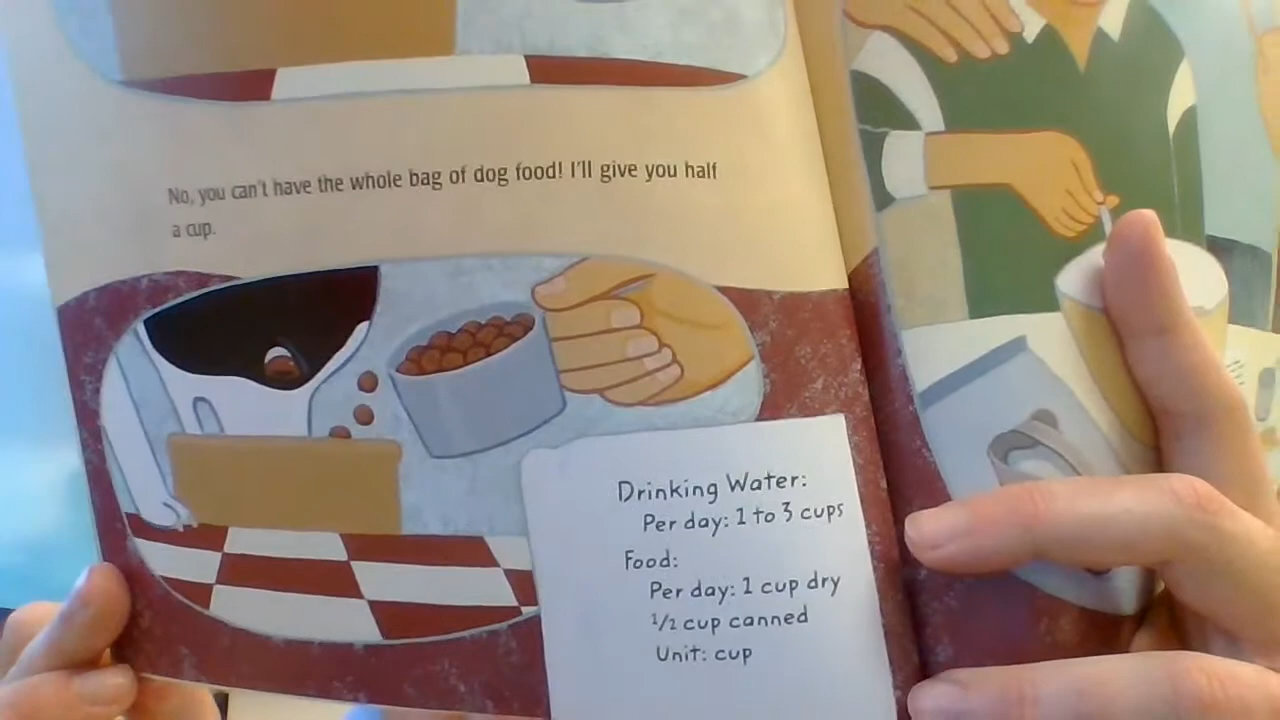 No, you can't have the whole bag of dog food! I'll give you half
a cup.
Drinking Water:
Per day: 1 to 3 cups
Food:
Per day: 1 cup dry
1/2 cup canned
Unit: cup